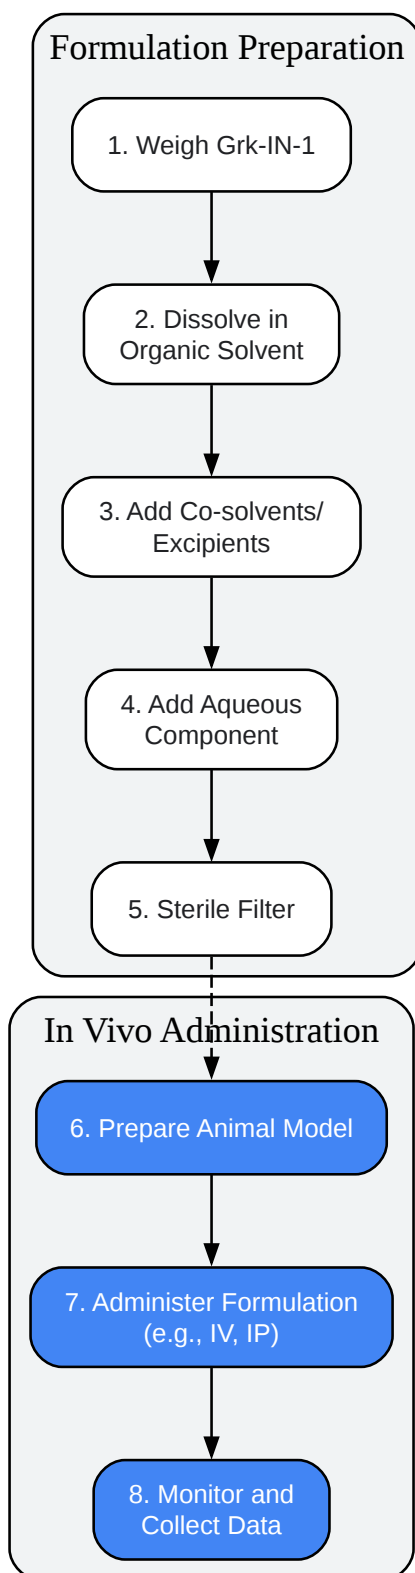 Formulation Preparation
1. Weigh Grk-IN-1
2. Dissolve in
Organic Solvent
3. Add Co-solvents/
Excipients
4. Add Aqueous
Component
5. Sterile Filter
In Vivo Administration
6. Prepare Animal Model
7. Administer Formulation
(e.g., IV, IP)
8. Monitor and
Collect Data